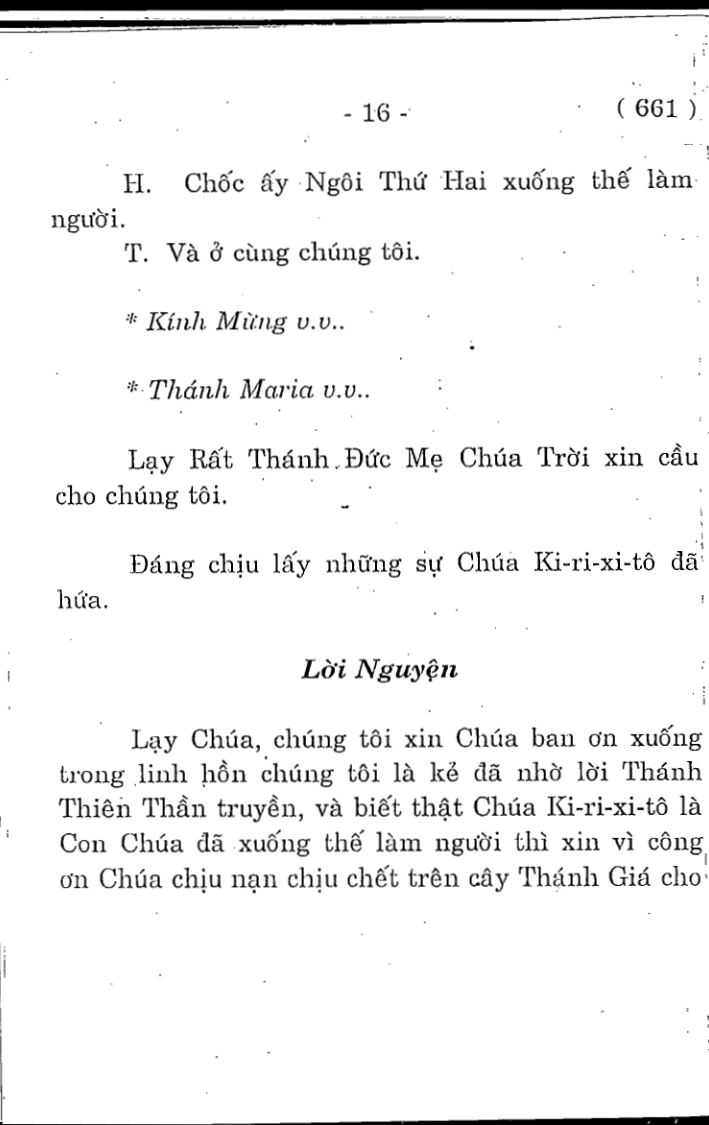 - 16 -
( 661 )
H. Chốc ấy Ngôi Thứ Hai xuống thế làm
người.
T. Và ở cùng chúng tôi.
* Kính Mừng v.v..
* Thánh Maria v.v..
Lạy Rất Thánh Đức Mẹ Chúa Trời xin cầu
cho chúng tôi.
Đáng chịu lấy những sự Chúa Ki-ri-xi-tô đã
hứa.
Lời Nguyện
Lạy Chúa, chúng tôi xin Chúa ban ơn xuống
trong linh hồn chúng tôi là kẻ đã nhờ lời Thánh
Thiên Thần truyền, và biết thật Chúa Ki-ri-xi-tô là
Con Chúa đã xuống thế làm người thì xin vì công
ơn Chúa chịu nạn chịu chết trên cây Thánh Giá cho